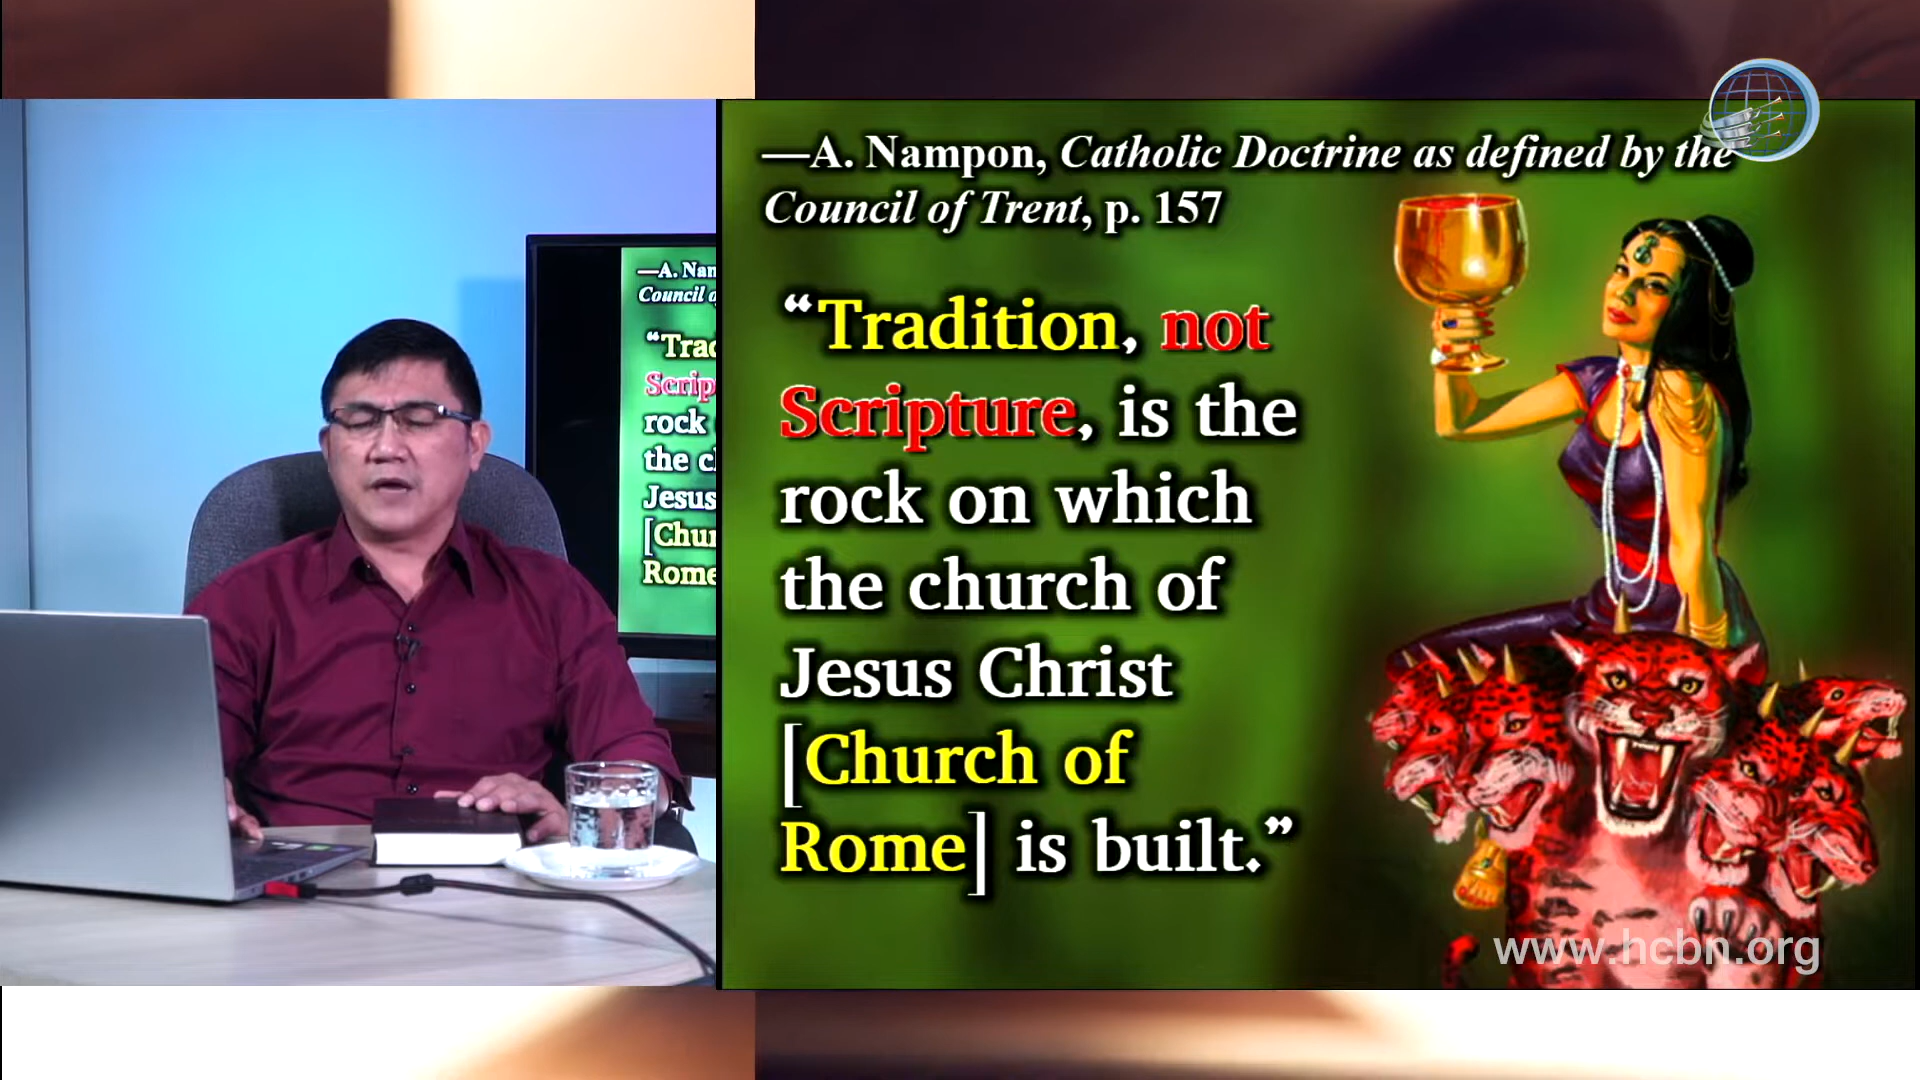 —A. Nampon, Catholic Doctrine as defined by the
Council of Trent, p. 157
“Tradition, not
Scripture, is the
rock on which
the church of
Jesus Christ
[Church of
Rome] is built.”
—A. Nan
Council o
“Trad
Scrip
rock
the cl
Jesus
[Chur
Rome
www.hcbn.org